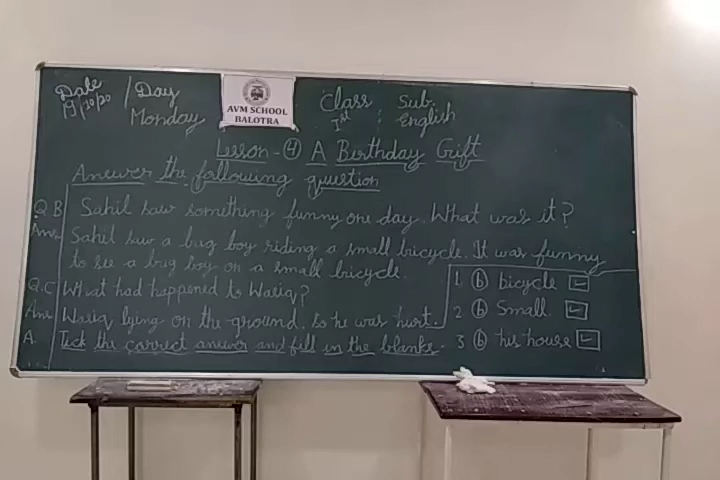 Date / Day
19/10/20 Monday
AVM SCHOOL
BALOTRA
Class : Sub.
Ist : English
Lesson - 4 A Birthday Gift
Answer the following question
Q B Sahil saw something funny one day. What was it?
Ans Sahil saw a bug boy riding a small bicycle. It was funny
to see a bug boy on a small bicycle.
Q.C What had happened to Wasiq?
Ans Wasiq lying on the ground. so he was hurt.
A. Tick the correct answer and fill in the blanks.
1 (b) bicycle ✓
2 (b) Small ✓
3 (b) his house ✓